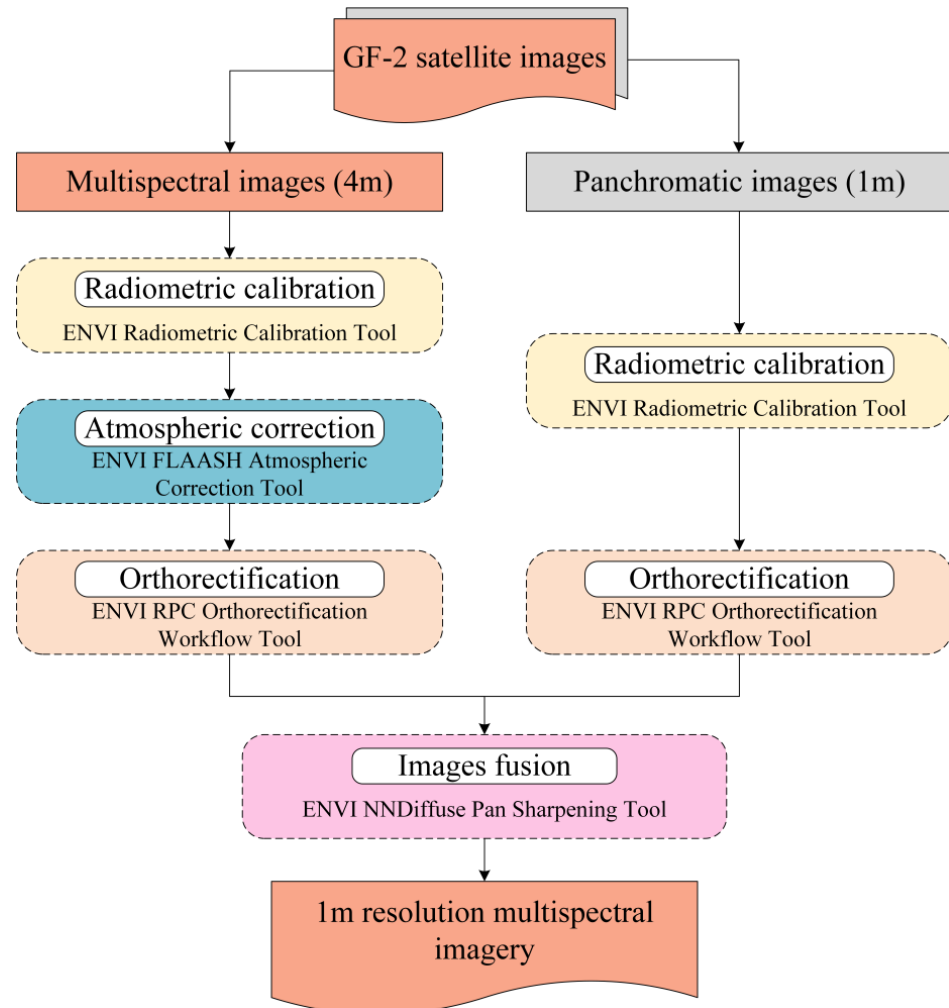 GF-2 satellite images
Multispectral images (4m)
Panchromatic images (1m)
Radiometric calibration
ENVI Radiometric Calibration Tool
Radiometric calibration
ENVI Radiometric Calibration Tool
Atmospheric correction
ENVI FLAASH Atmospheric
Correction Tool
Orthorectification
ENVI RPC Orthorectification
Workflow Tool
Orthorectification
ENVI RPC Orthorectification
Workflow Tool
Images fusion
ENVI NNDiffuse Pan Sharpening Tool
1m resolution multispectral
imagery